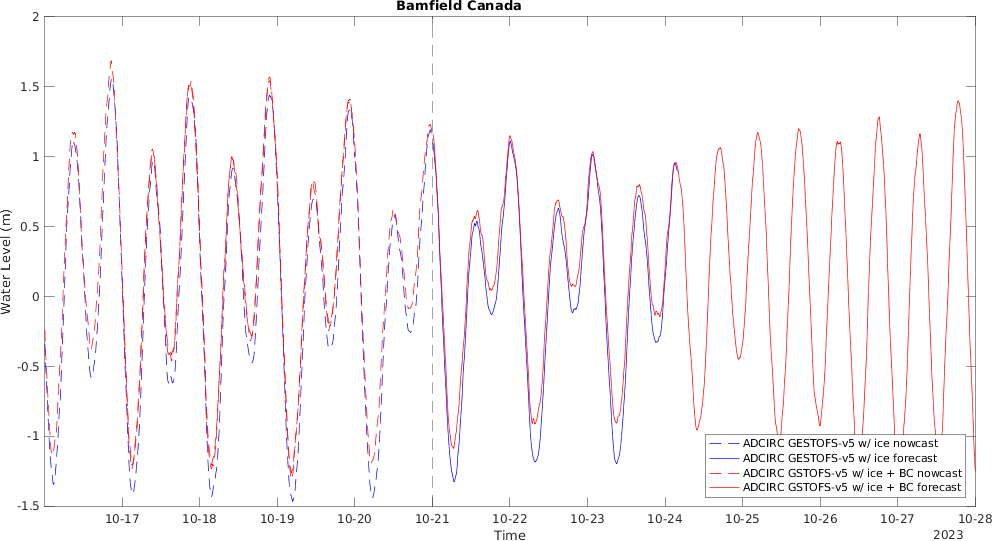 Bamfield Canada
2
1.5
1
0.5
0
-0.5
-1
-1.5
Water Level (m)
10-17 10-18 10-19 10-20 10-21 10-22 10-23 10-24 10-25 10-26 10-27 10-28
Time
2023
ADCIRC GESTOFS-v5 w/ ice nowcast
ADCIRC GESTOFS-v5 w/ ice forecast
ADCIRC GSTOFS-v5 w/ ice + BC nowcast
ADCIRC GSTOFS-v5 w/ ice + BC forecast